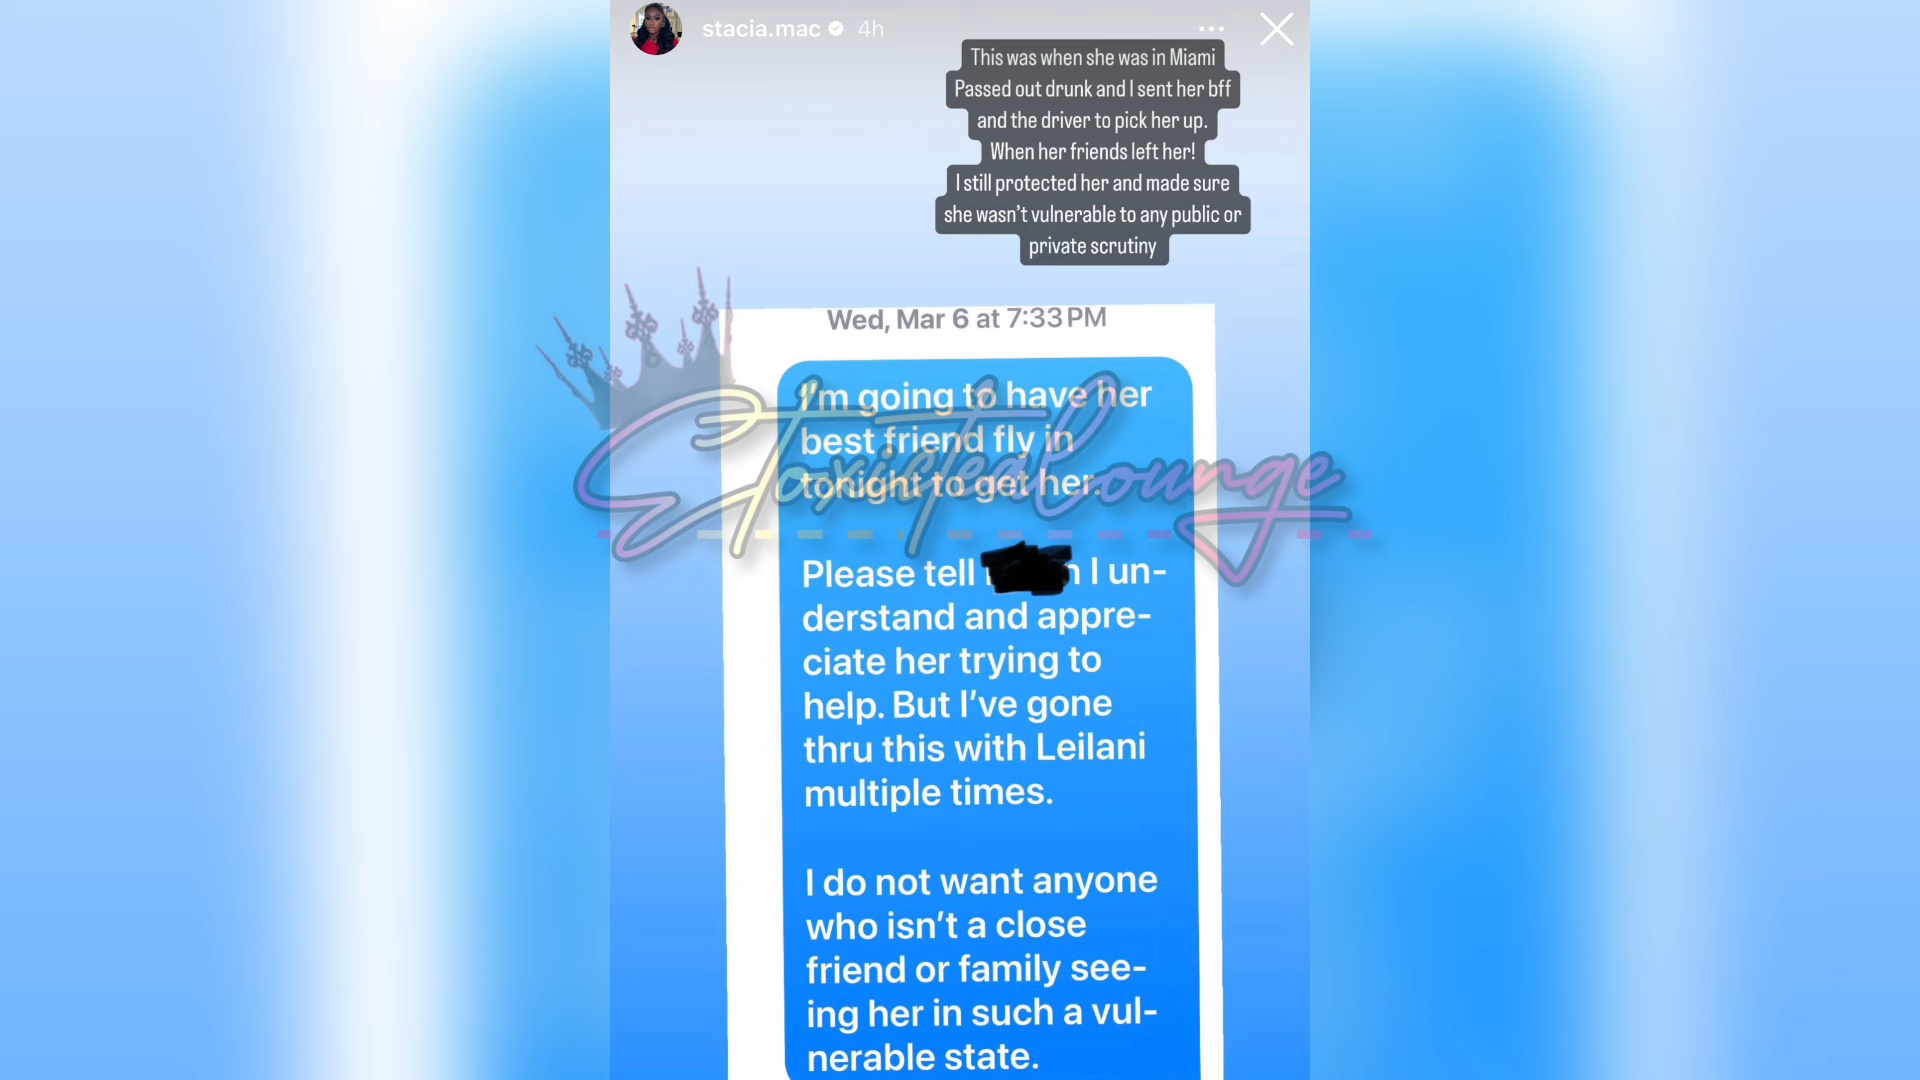 stacia.mac 4h
This was when she was in Miami
Passed out drunk and I sent her bff
and the driver to pick her up.
When her friends left her!
I still protected her and made sure
she wasn't vulnerable to any public or
private scrutiny
Wed, Mar 6 at 7:33 PM
I'm going to have her
best friend fly in
tonight to get her.
EToxicteaLounge
Please tell I un-
derstand and appre-
ciate her trying to
help. But I've gone
thru this with Leilani
multiple times.
I do not want anyone
who isn't a close
friend or family see-
ing her in such a vul-
nerable state.